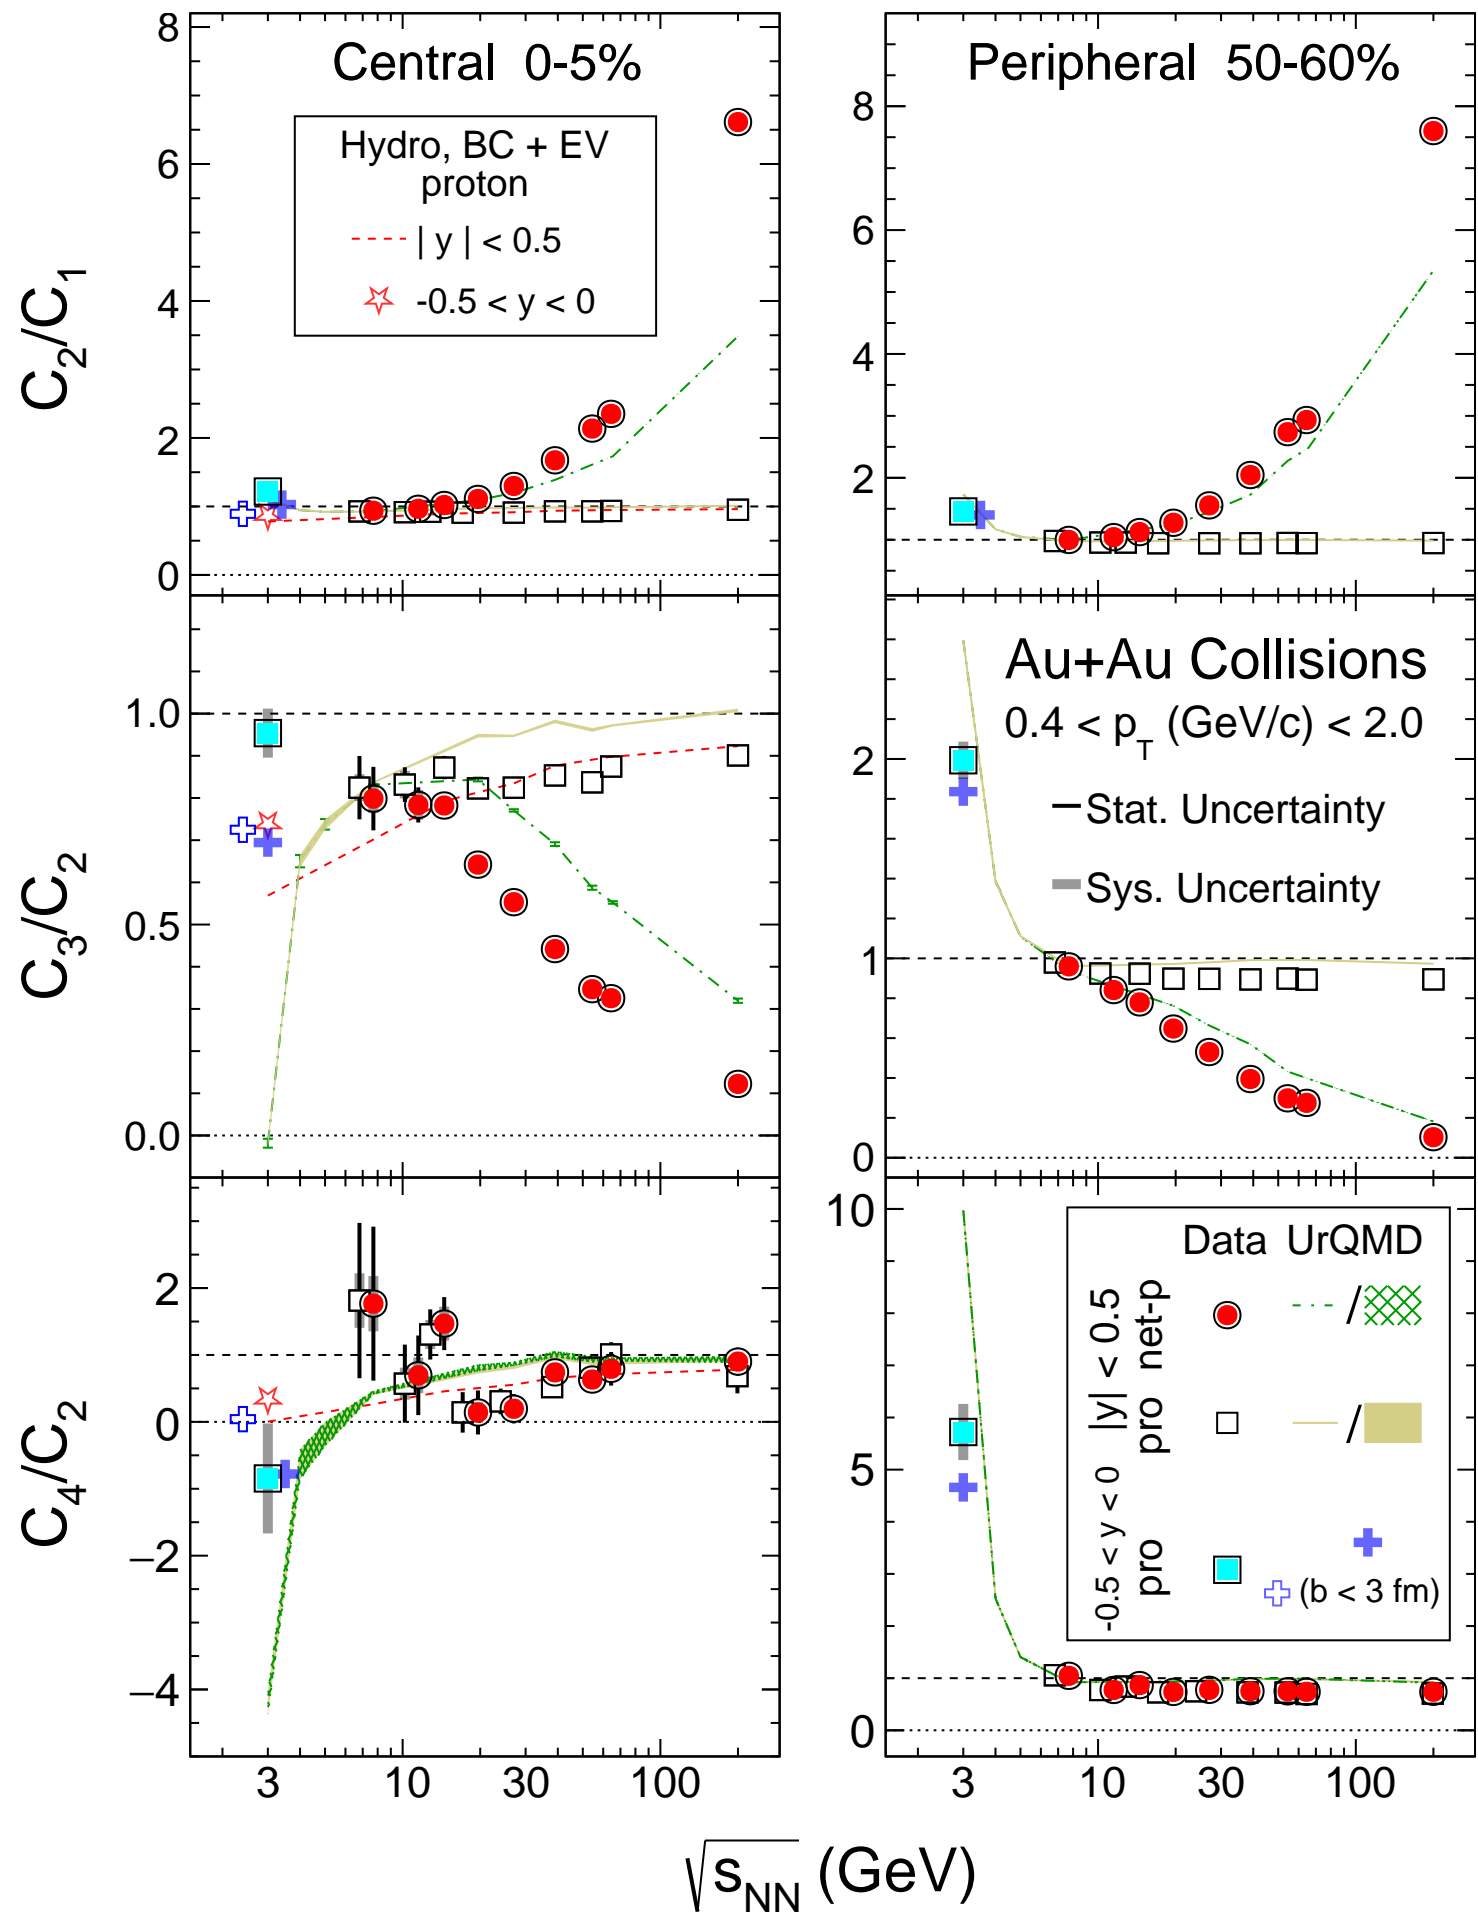 Central 0-5%
Hydro, BC + EV
proton
| y | < 0.5
-0.5 < y < 0
C2/C1
8
6
4
2
0
Peripheral 50-60%
8
6
4
2
C3/C2
1.0
0.5
0.0
Au+Au Collisions
0.4 < pT (GeV/c) < 2.0
Stat. Uncertainty
Sys. Uncertainty
2
1
0
C4/C2
2
0
−2
−4
3 10 30 100
10
5
0
Data UrQMD
|y| < 0.5
net-p
/
pro
/
-0.5 < y < 0
pro
(b < 3 fm)
3 10 30 100
√sNN (GeV)